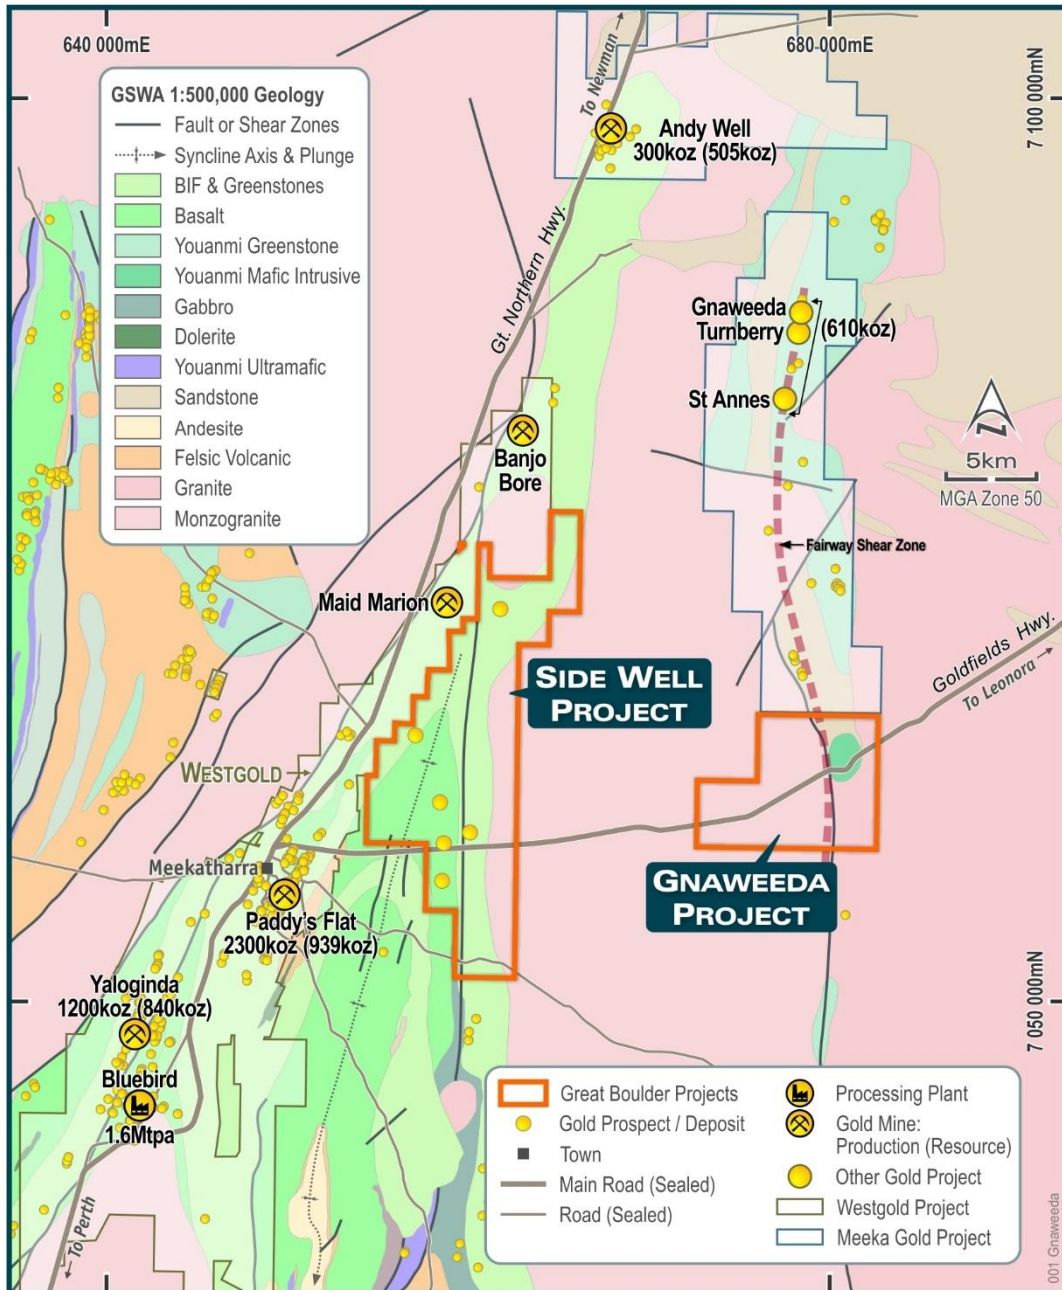 640 000mE
680 000mE
7 100 000mN
7 050 000mN
GSWA 1:500,000 Geology
Fault or Shear Zones
Syncline Axis & Plunge
BIF & Greenstones
Basalt
Youanmi Greenstone
Youanmi Mafic Intrusive
Gabbro
Dolerite
Youanmi Ultramafic
Sandstone
Andesite
Felsic Volcanic
Granite
Monzogranite
To Newman
Andy Well
300koz (505koz)
Gt. Northern Hwy.
Gnaweeda
Turnberry
(610koz)
St Annes
N
5km
MGA Zone 50
Banjo
Bore
Fairway Shear Zone
Maid Marion
Goldfields Hwy.
To Leonora
SIDE WELL
PROJECT
WESTGOLD
Meekatharra
GNAWEEDA
PROJECT
Paddy's Flat
2300koz (939koz)
Yaloginda
1200koz (840koz)
Bluebird
1.6Mtpa
To Perth
Great Boulder Projects
Gold Prospect / Deposit
Town
Main Road (Sealed)
Road (Sealed)
Processing Plant
Gold Mine:
Production (Resource)
Other Gold Project
Westgold Project
Meeka Gold Project
001 Gnaweeda